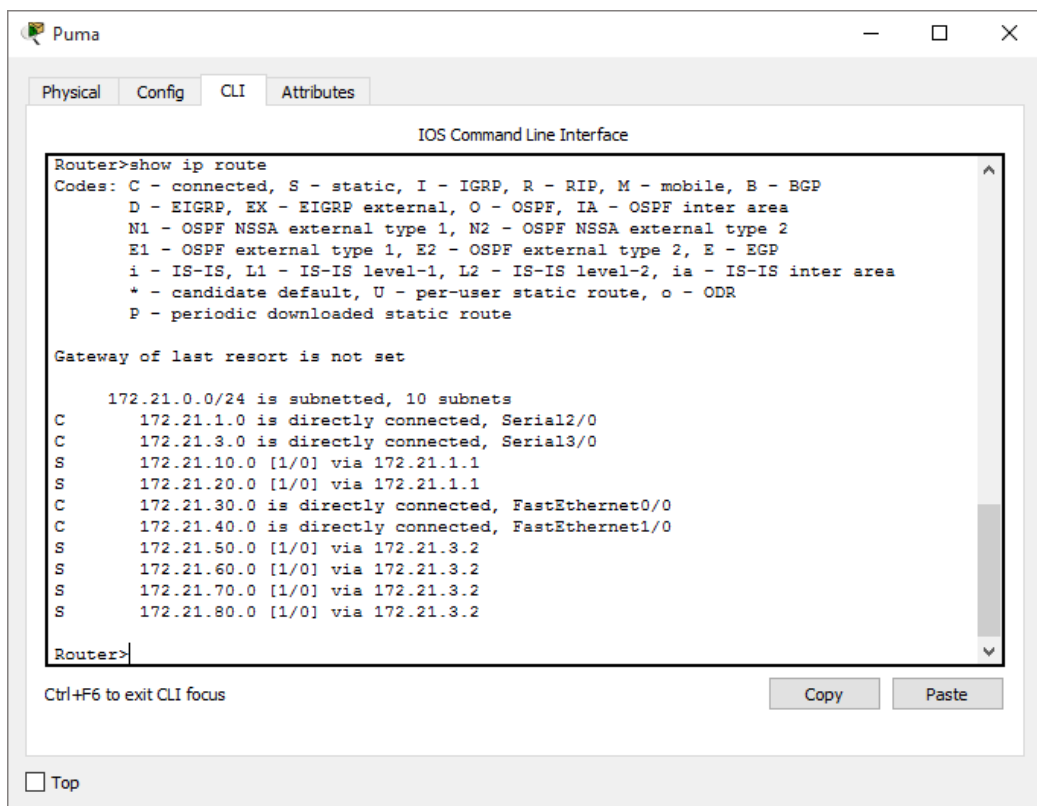 Puma
Physical Config CLI Attributes
IOS Command Line Interface
Router>show ip route
Codes: C - connected, S - static, I - IGRP, R - RIP, M - mobile, B - BGP
D - EIGRP, EX - EIGRP external, O - OSPF, IA - OSPF inter area
N1 - OSPF NSSA external type 1, N2 - OSPF NSSA external type 2
E1 - OSPF external type 1, E2 - OSPF external type 2, E - EGP
i - IS-IS, L1 - IS-IS level-1, L2 - IS-IS level-2, ia - IS-IS inter area
* - candidate default, U - per-user static route, o - ODR
P - periodic downloaded static route
Gateway of last resort is not set
172.21.0.0/24 is subnetted, 10 subnets
C 172.21.1.0 is directly connected, Serial2/0
C 172.21.3.0 is directly connected, Serial3/0
S 172.21.10.0 [1/0] via 172.21.1.1
S 172.21.20.0 [1/0] via 172.21.1.1
C 172.21.30.0 is directly connected, FastEthernet0/0
C 172.21.40.0 is directly connected, FastEthernet1/0
S 172.21.50.0 [1/0] via 172.21.3.2
S 172.21.60.0 [1/0] via 172.21.3.2
S 172.21.70.0 [1/0] via 172.21.3.2
S 172.21.80.0 [1/0] via 172.21.3.2
Router>
Ctrl+F6 to exit CLI focus Copy Paste
Top